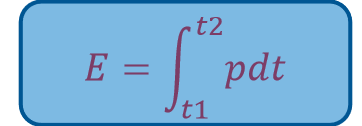 E = ∫_{t1}^{t2} pdt